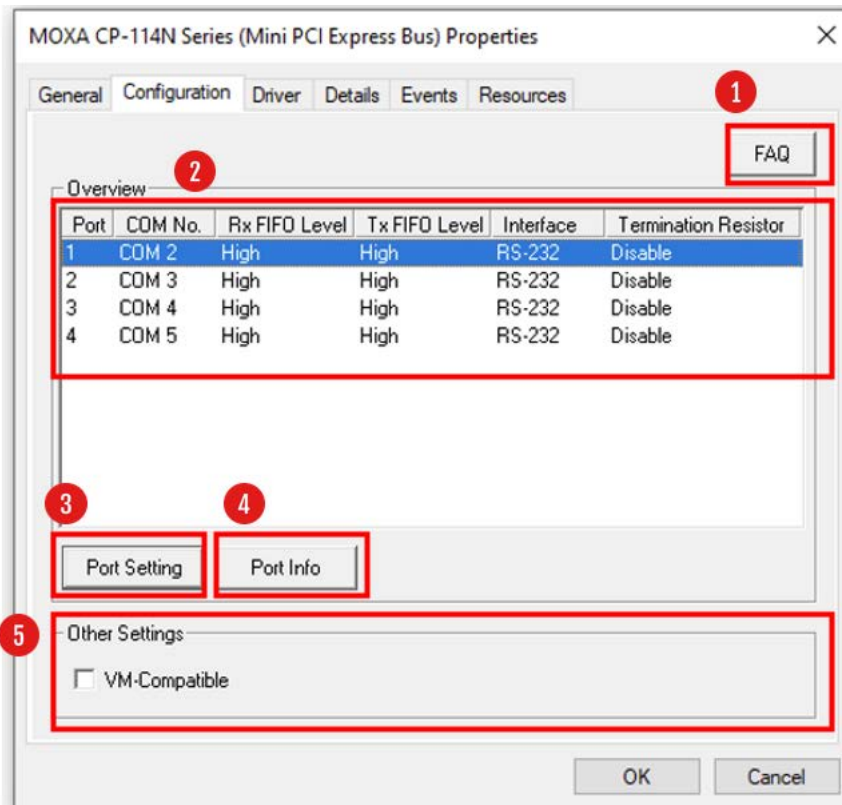 MOXA CP-114N Series (Mini PCI Express Bus) Properties
General Configuration Driver Details Events Resources
1
FAQ
2
Overview
Port COM No. Rx FIFO Level Tx FIFO Level Interface Termination Resistor
1 COM 2 High High RS-232 Disable
2 COM 3 High High RS-232 Disable
3 COM 4 High High RS-232 Disable
4 COM 5 High High RS-232 Disable
3 4
Port Setting Port Info
5
Other Settings
VM-Compatible
OK Cancel